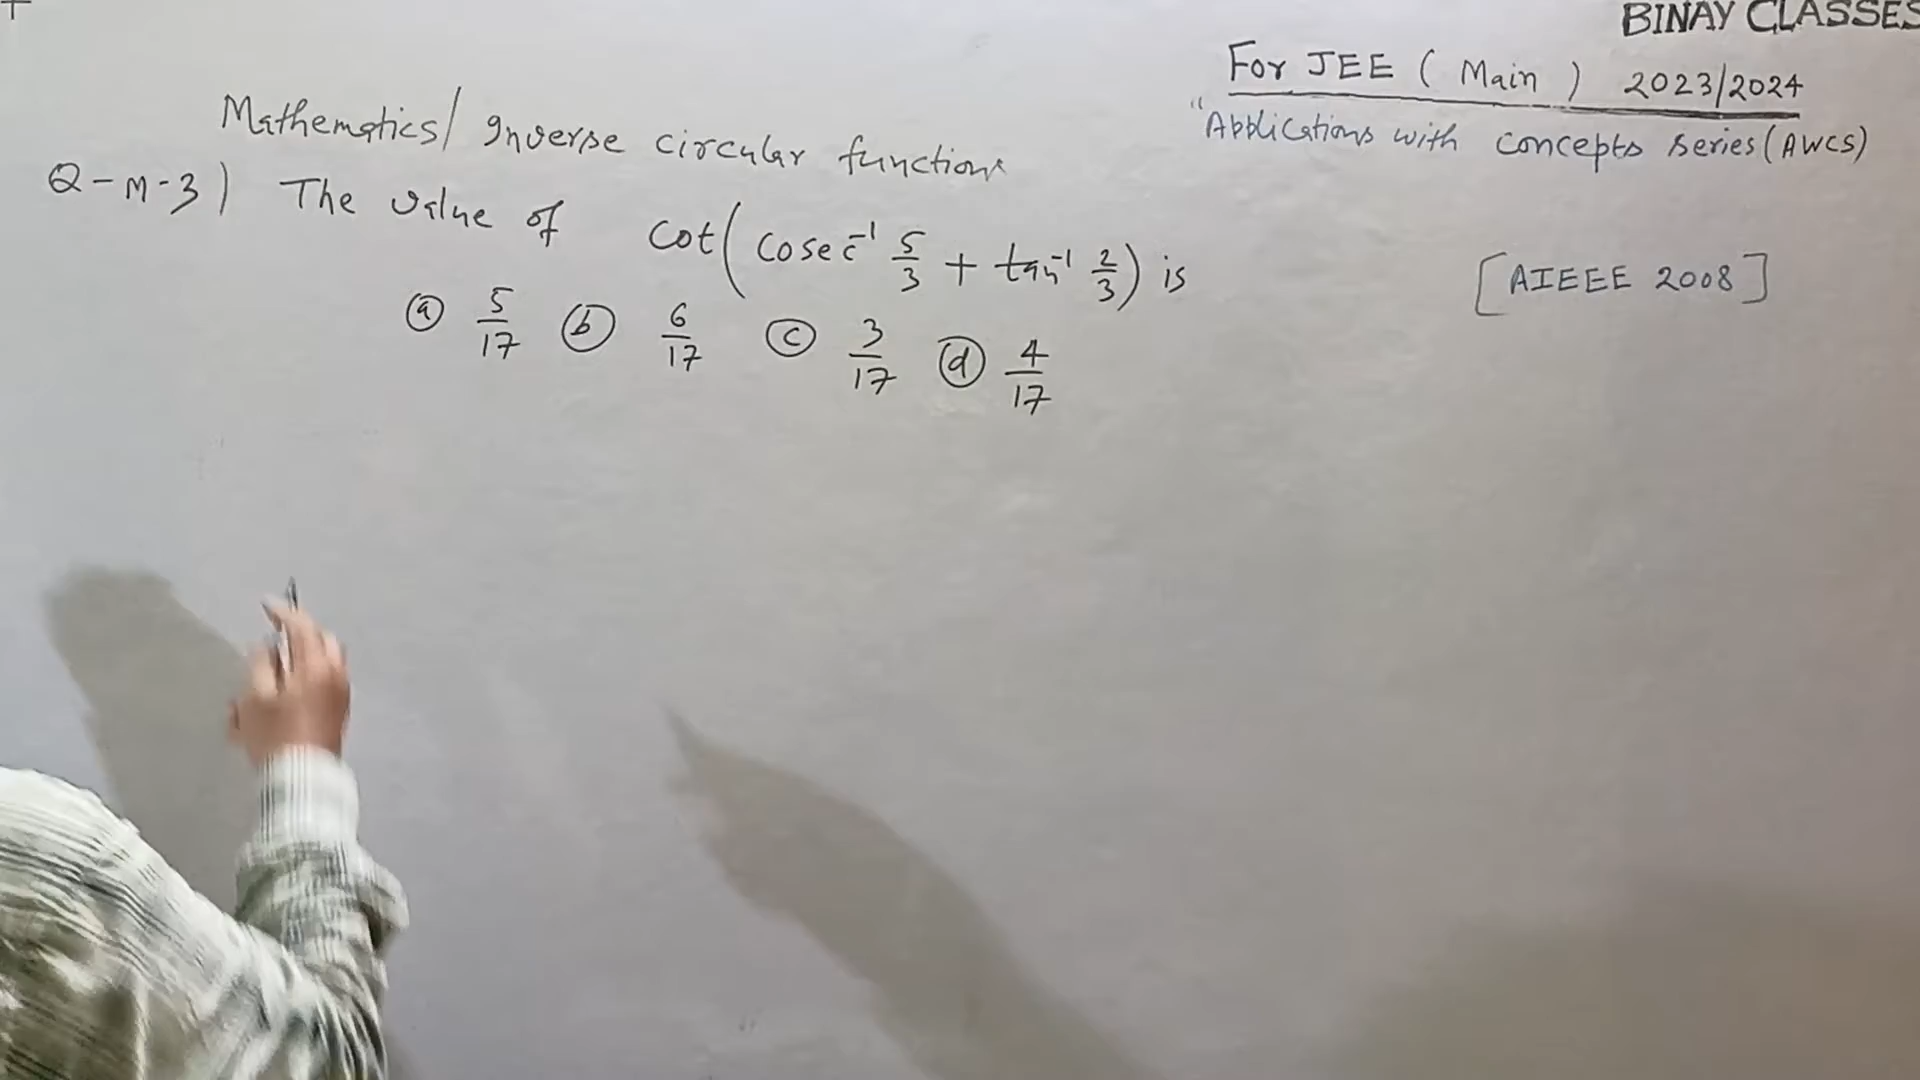 BINAY CLASSES
For JEE ( Main ) 2023/2024
"Applications with concepts series (AWCS)
Mathematics/ Inverse circular functions
Q-M-3) The value of cot(cosec⁻¹ 5/3 + tan⁻¹ 2/3) is [AIEEE 2008]
(a) 5/17 (b) 6/17 (c) 3/17 (d) 4/17